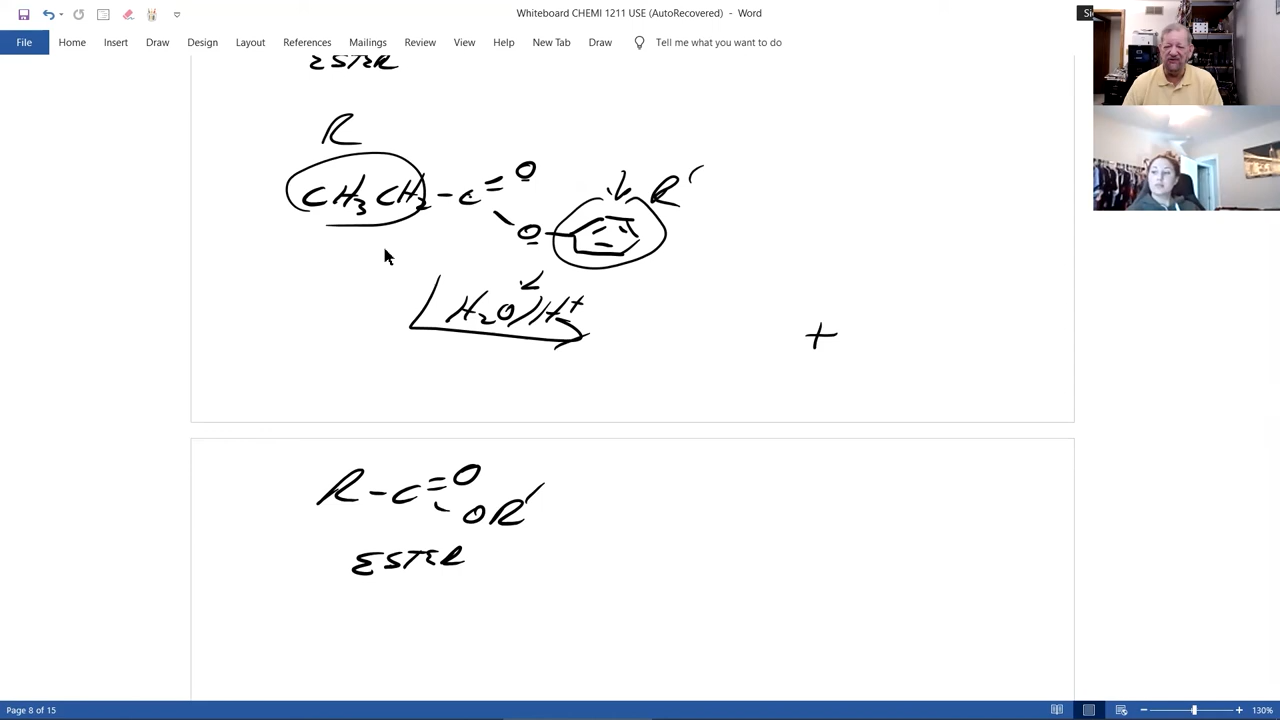 Whiteboard CHEMI 1211 USE (AutoRecovered) - Word
File Home Insert Draw Design Layout References Mailings Review View Help New Tab Draw Tell me what you want to do
ESTER
R
CH3CH2-C=O
O-R'
H2O/H+
+
R-C=O
OR'
ESTER
Page 8 of 15
130%